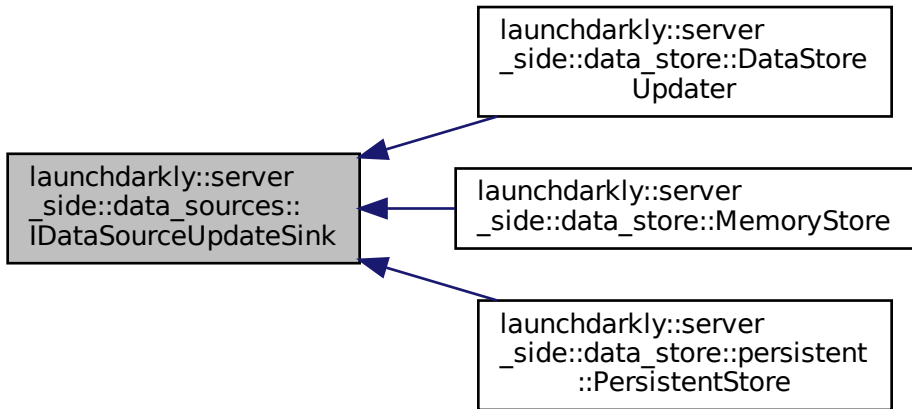 launchdarkly::server
_side::data_store::DataStore
Updater
launchdarkly::server
_side::data_sources::
IDataSourceUpdateSink
launchdarkly::server
_side::data_store::MemoryStore
launchdarkly::server
_side::data_store::persistent
::PersistentStore